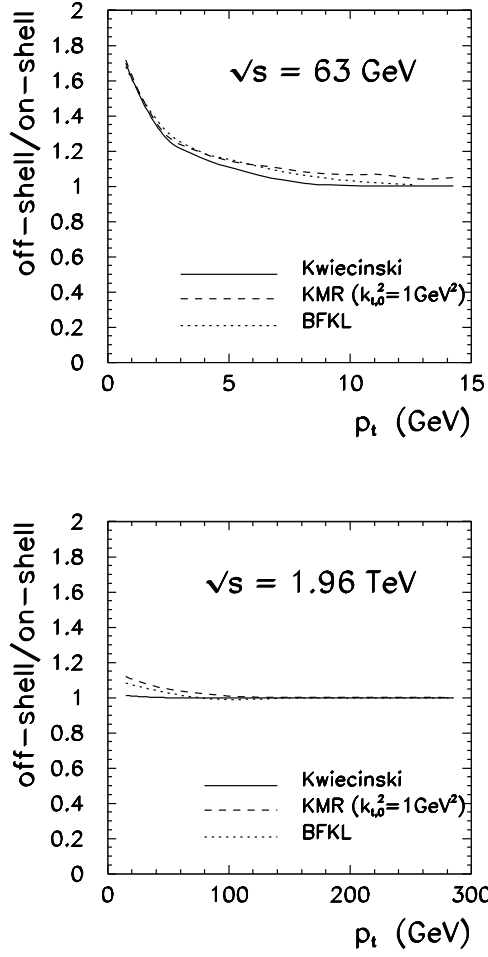 off-shell/on-shell
2
1.8
1.6
1.4
1.2
1
0.8
0.6
0.4
0.2
0
√s = 63 GeV
Kwiecinski
KMR (k²t,0=1GeV²)
BFKL
0 5 10 15
pt (GeV)
off-shell/on-shell
2
1.8
1.6
1.4
1.2
1
0.8
0.6
0.4
0.2
0
√s = 1.96 TeV
Kwiecinski
KMR (k²t,0=1GeV²)
BFKL
0 100 200 300
pt (GeV)